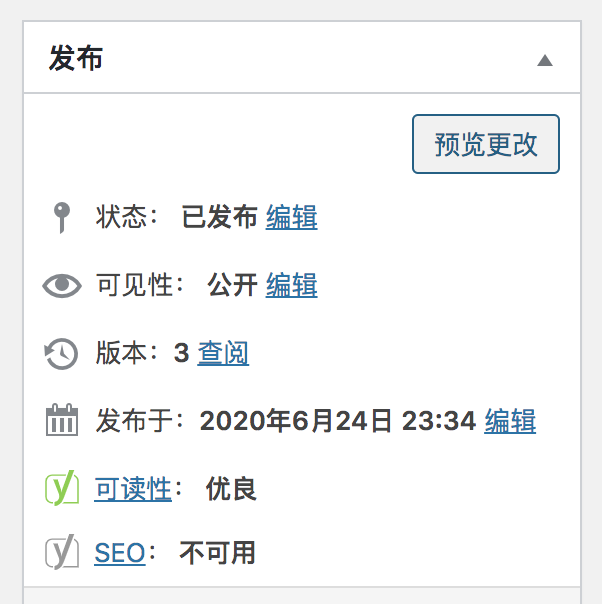 发布
预览更改
状态： 已发布 编辑
可见性： 公开 编辑
版本：3 查阅
发布于：2020年6月24日 23:34 编辑
可读性： 优良
SEO： 不可用